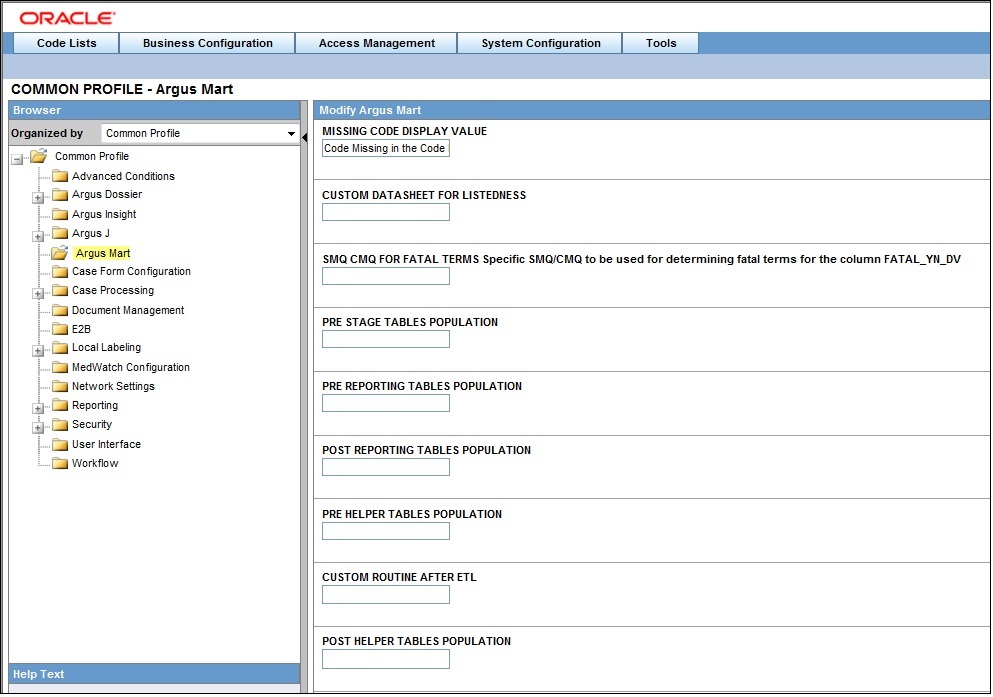 ORACLE
Code Lists Business Configuration Access Management System Configuration Tools
COMMON PROFILE - Argus Mart
Browser
Organized by Common Profile
Common Profile
Advanced Conditions
Argus Dossier
Argus Insight
Argus J
Argus Mart
Case Form Configuration
Case Processing
Document Management
E2B
Local Labeling
MedWatch Configuration
Network Settings
Reporting
Security
User Interface
Workflow
Help Text
Modify Argus Mart
MISSING CODE DISPLAY VALUE
Code Missing in the Code
CUSTOM DATASHEET FOR LISTEDNESS
SMQ CMQ FOR FATAL TERMS Specific SMQ/CMQ to be used for determining fatal terms for the column FATAL_YN_DV
PRE STAGE TABLES POPULATION
PRE REPORTING TABLES POPULATION
POST REPORTING TABLES POPULATION
PRE HELPER TABLES POPULATION
CUSTOM ROUTINE AFTER ETL
POST HELPER TABLES POPULATION